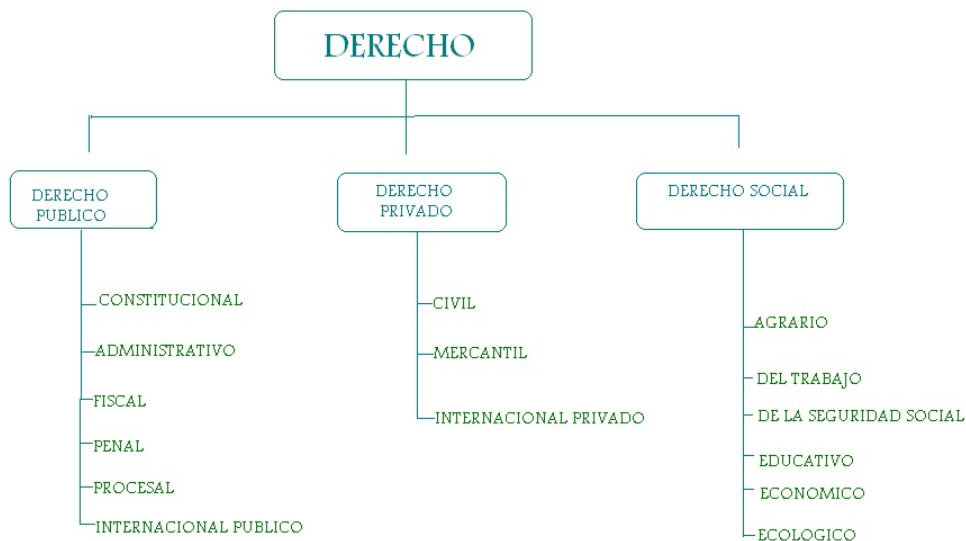 DERECHO
DERECHO
PUBLICO
CONSTITUCIONAL
ADMINISTRATIVO
FISCAL
PENAL
PROCESAL
INTERNACIONAL PUBLICO
DERECHO
PRIVADO
CIVIL
MERCANTIL
INTERNACIONAL PRIVADO
DERECHO SOCIAL
AGRARIO
DEL TRABAJO
DE LA SEGURIDAD SOCIAL
EDUCATIVO
ECONOMICO
ECOLOGICO